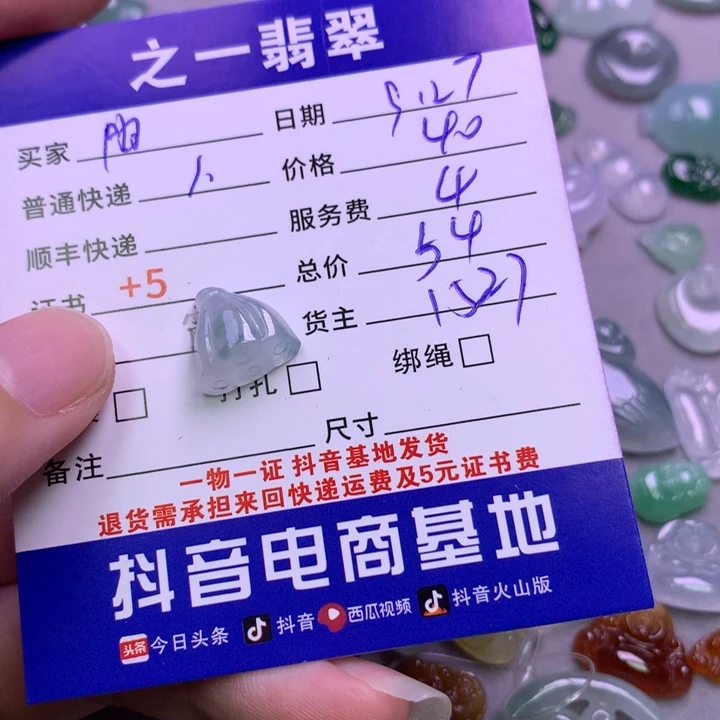 之一翡翠
买家 日期 5.27
普通快递 价格 40
顺丰快递 服务费 4
证书 +5 总价 54
货主 1527
打孔 绑绳
备注 尺寸
一物一证 抖音基地发货
退货需承担来回快递运费及5元证书费
抖音电商基地
头条 今日头条 抖音 西瓜视频 抖音火山版